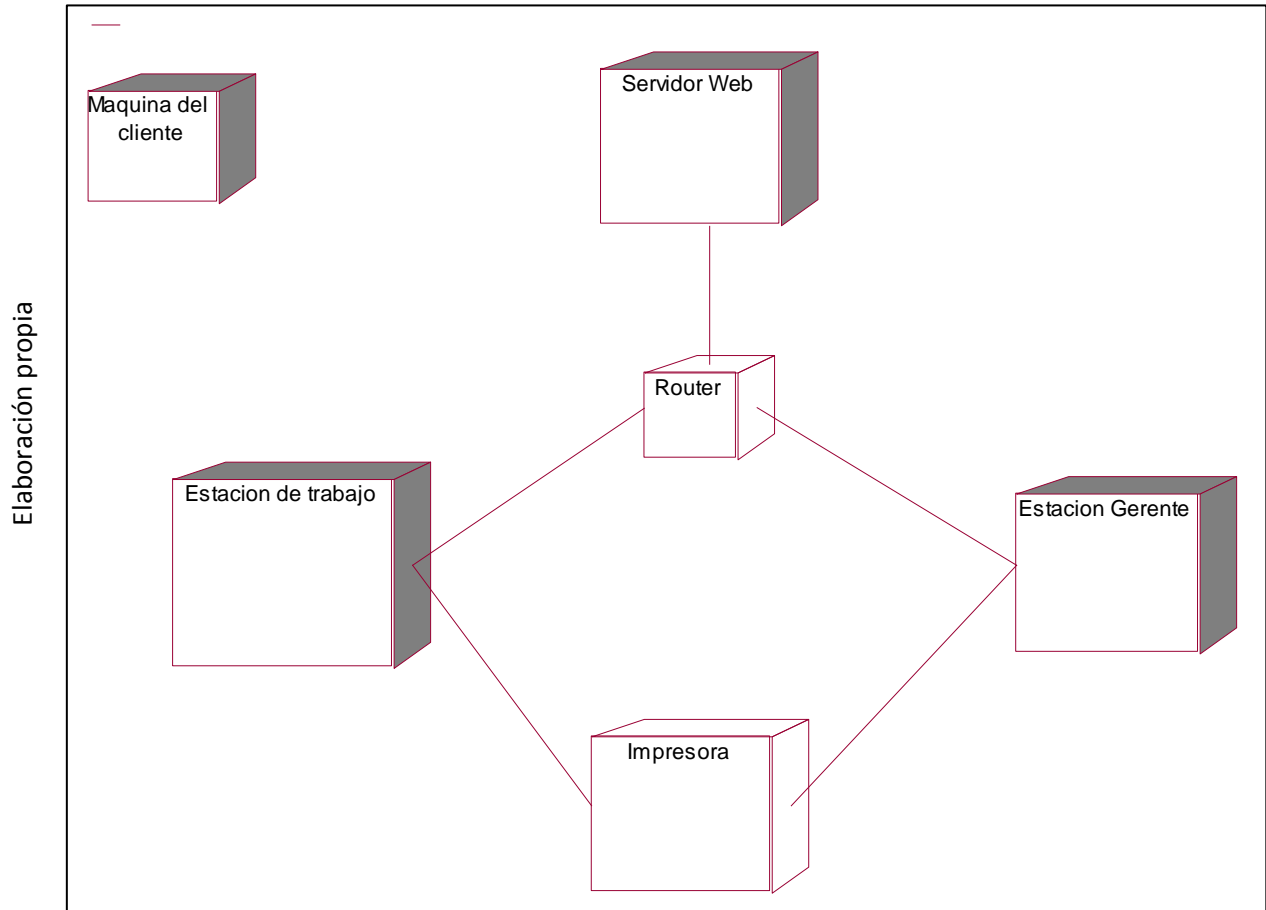 Maquina del
cliente
Servidor Web
Router
Estacion de trabajo
Estacion Gerente
Impresora
Elaboración propia